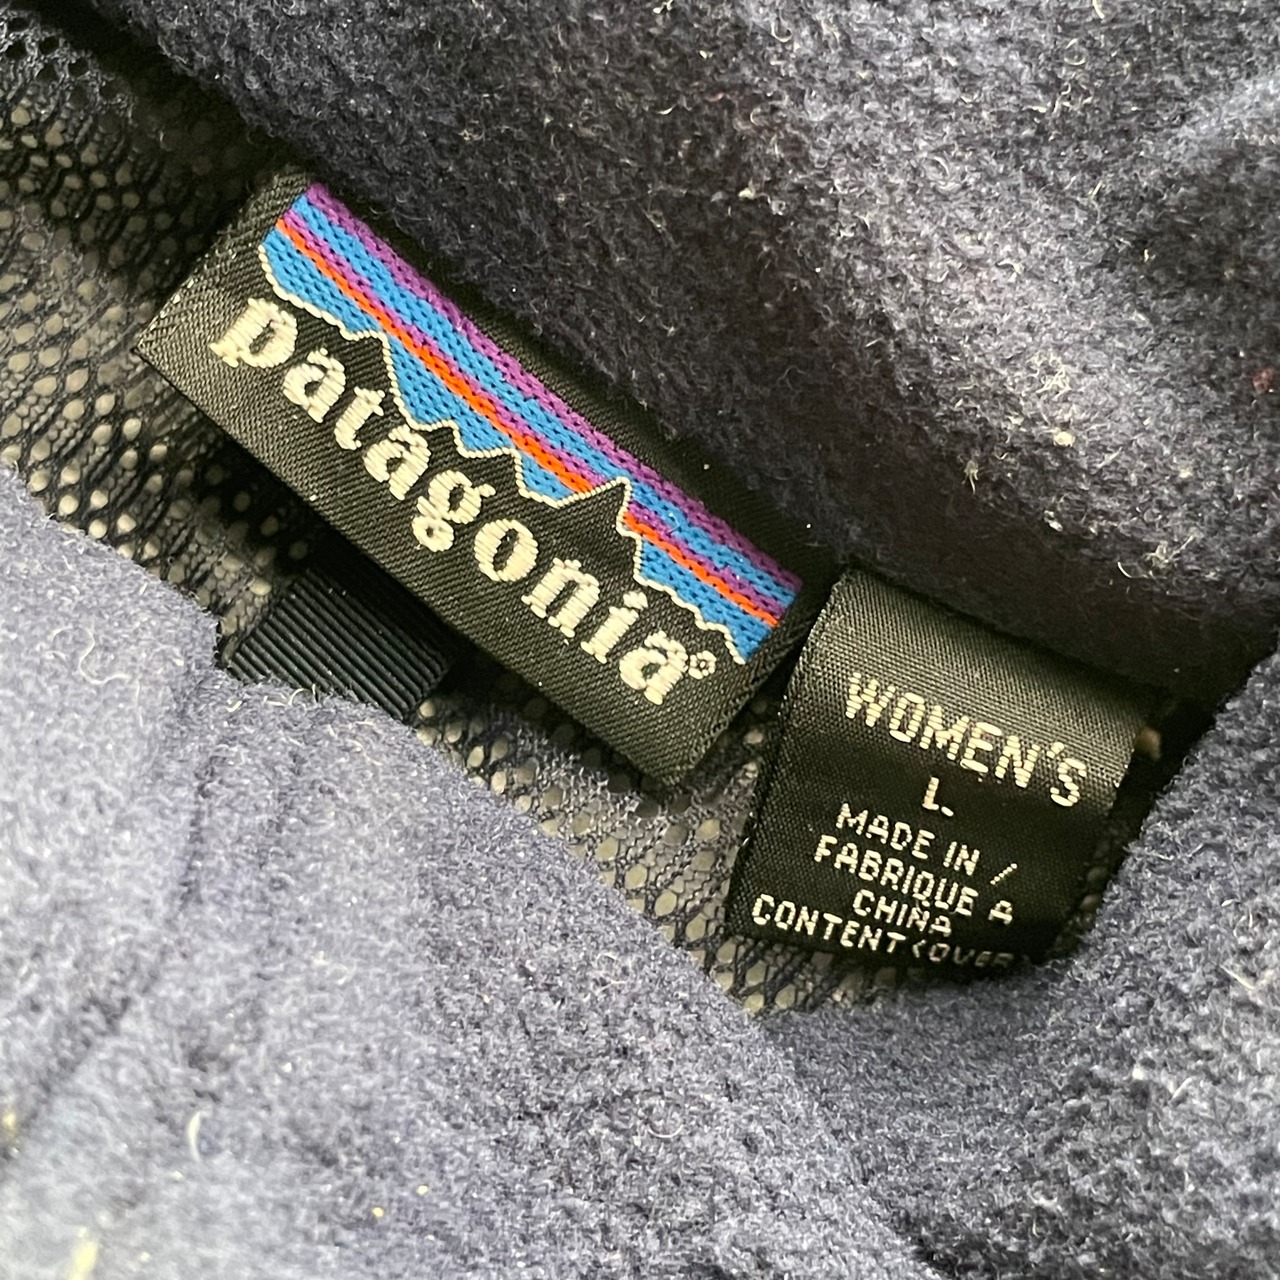 patagonia®
WOMEN'S
L.
MADE IN /
FABRIQUE A
CHINA
CONTENT (OVER)